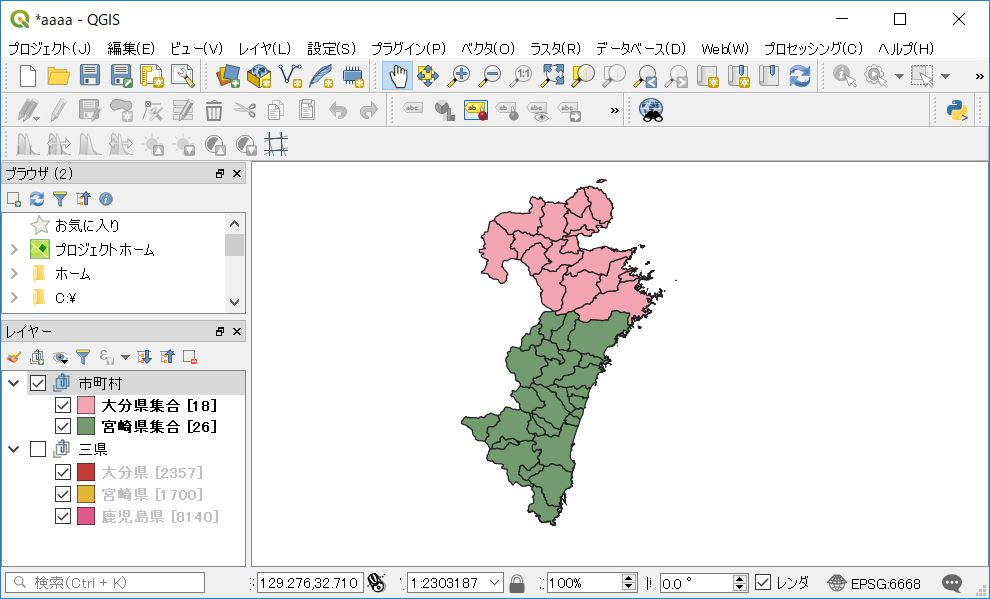 *aaaa - QGIS
プロジェクト(J) 編集(E) ビュー(V) レイヤ(L) 設定(S) プラグイン(P) ベクタ(O) ラスタ(R) データベース(D) Web(W) プロセッシング(C) ヘルプ(H)
1:1
»
abc ab abc abc
»
ブラウザ (2)
お気に入り
プロジェクトホーム
ホーム
C:¥
レイヤー
市町村
大分県集合 [18]
宮崎県集合 [26]
三県
大分県 [2357]
宮崎県 [1700]
鹿児島県 [8140]
検索(Ctrl + K) 129.276,32.710 1:2303187 100% 0.0 ° レンダ EPSG:6668